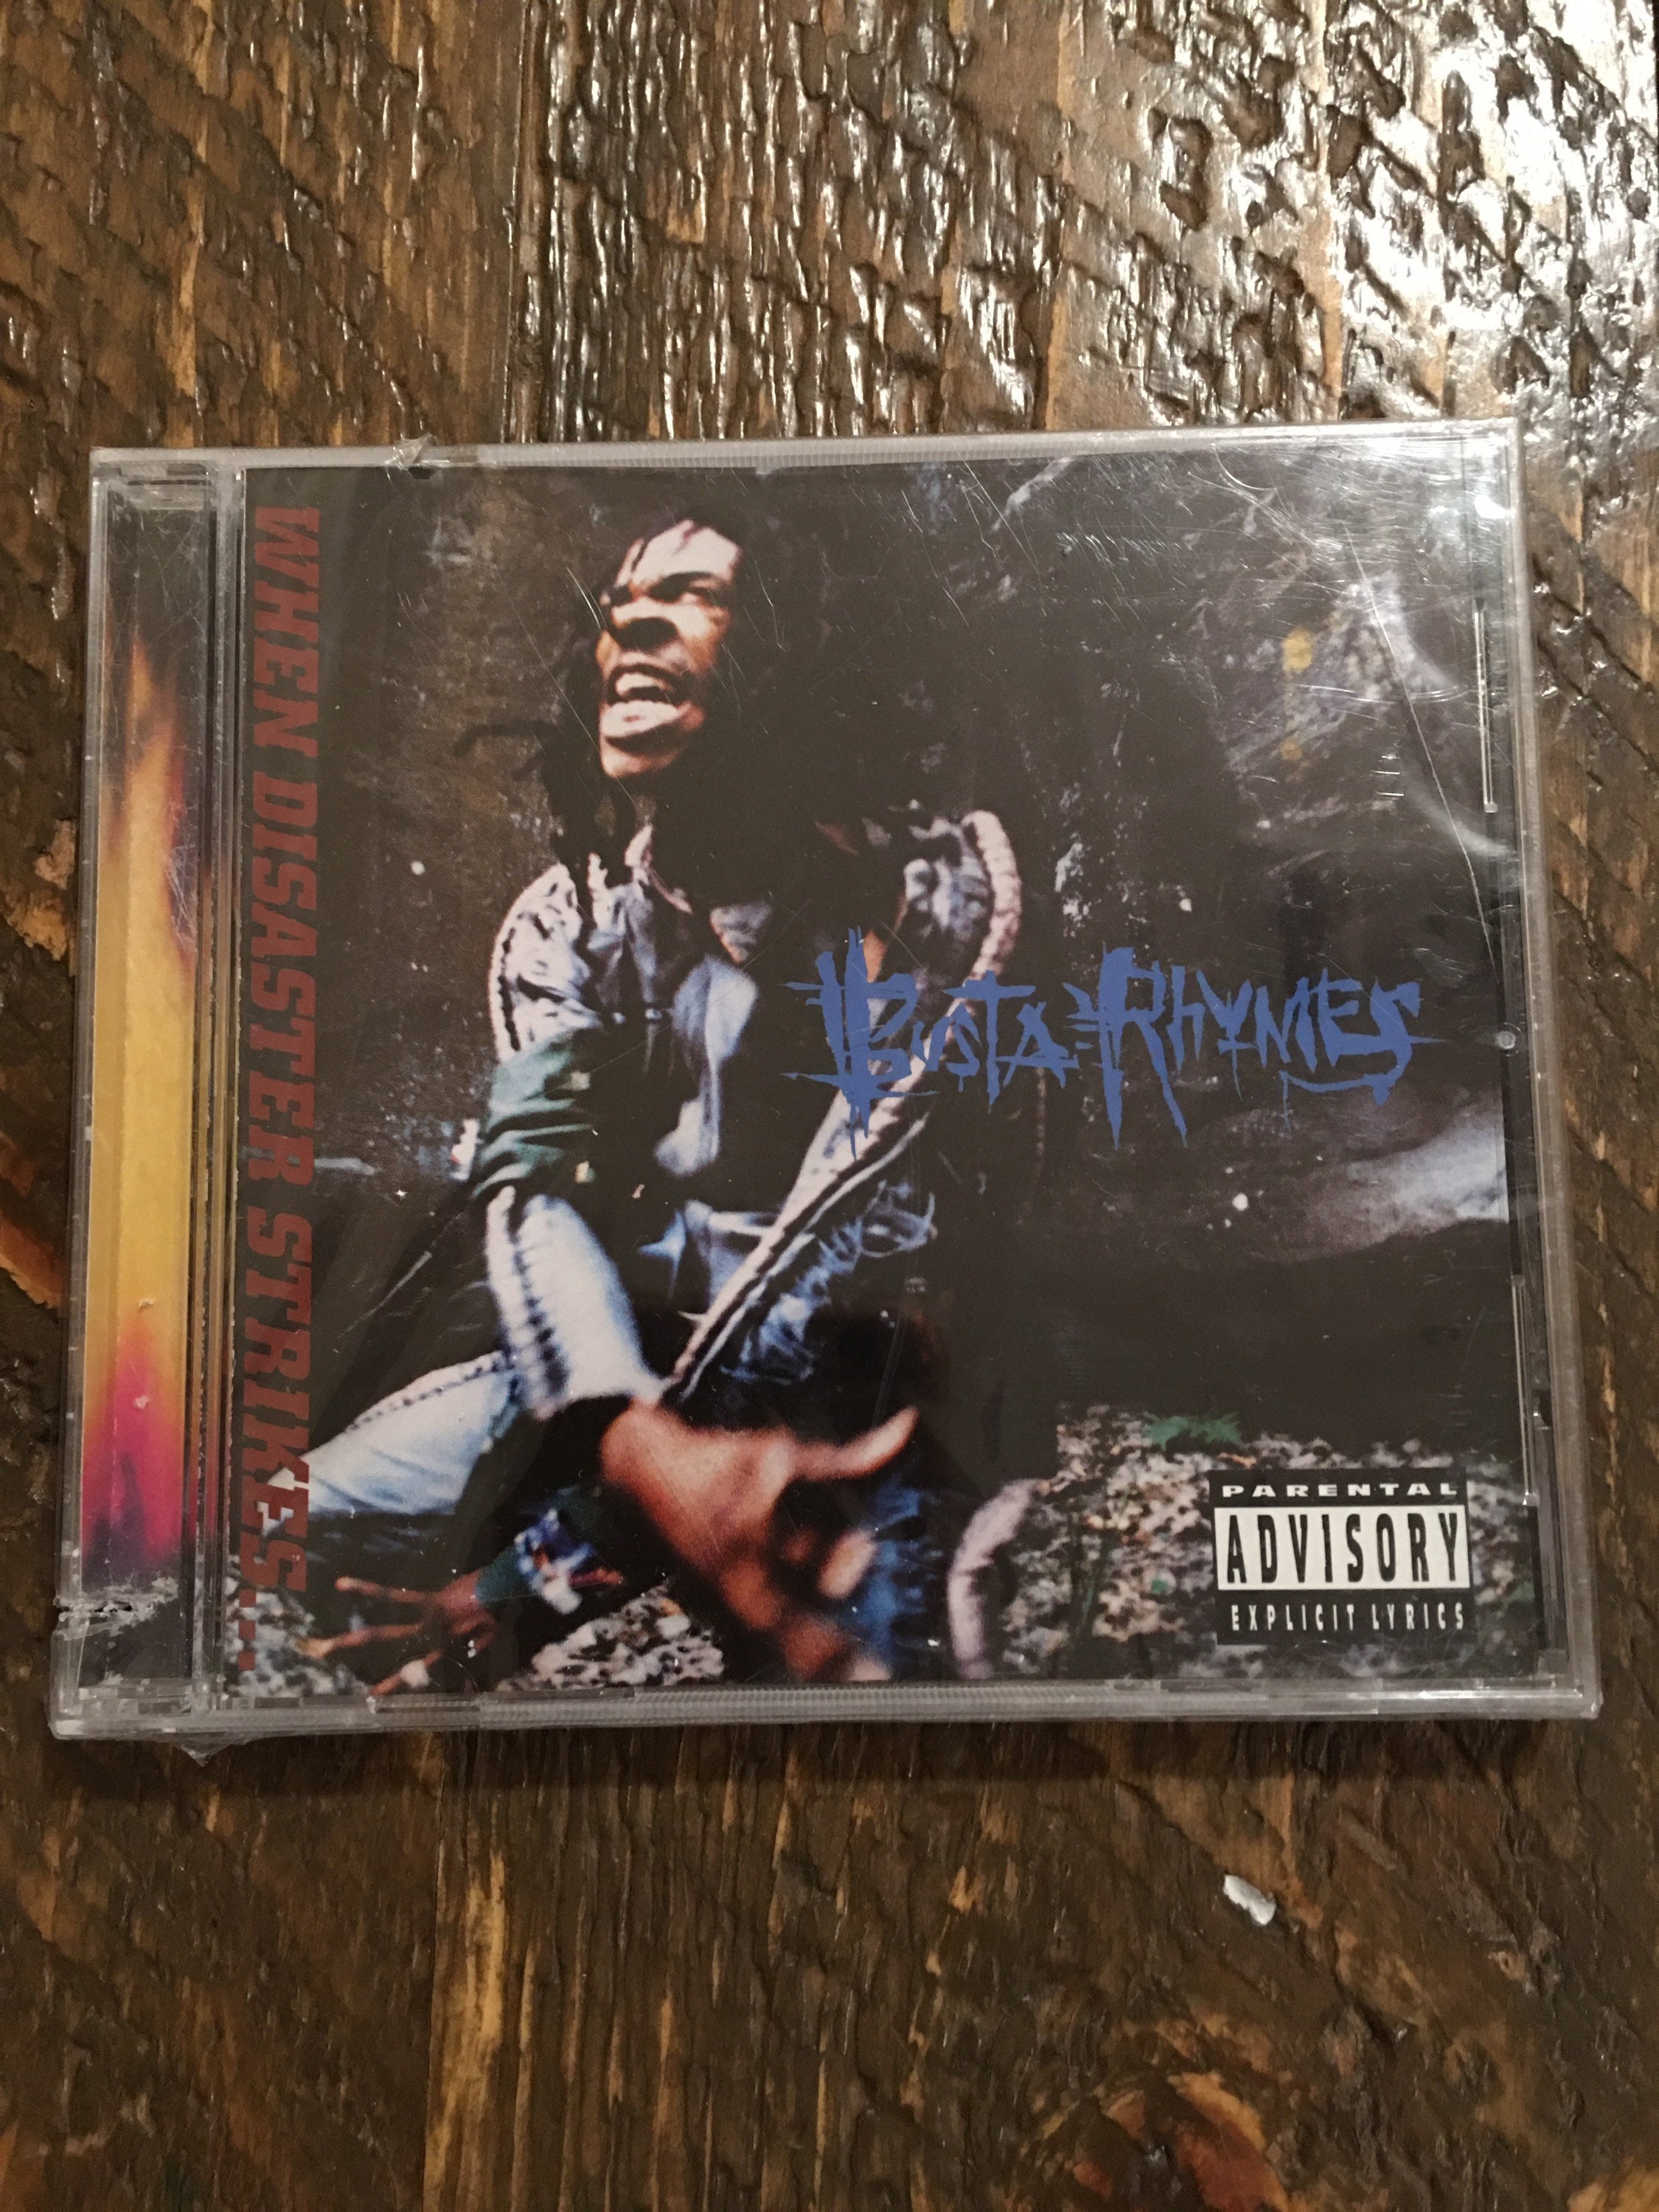 WHEN DISASTER STRIKES...
BUSTA RHYMES
PARENTAL
ADVISORY
EXPLICIT LYRICS